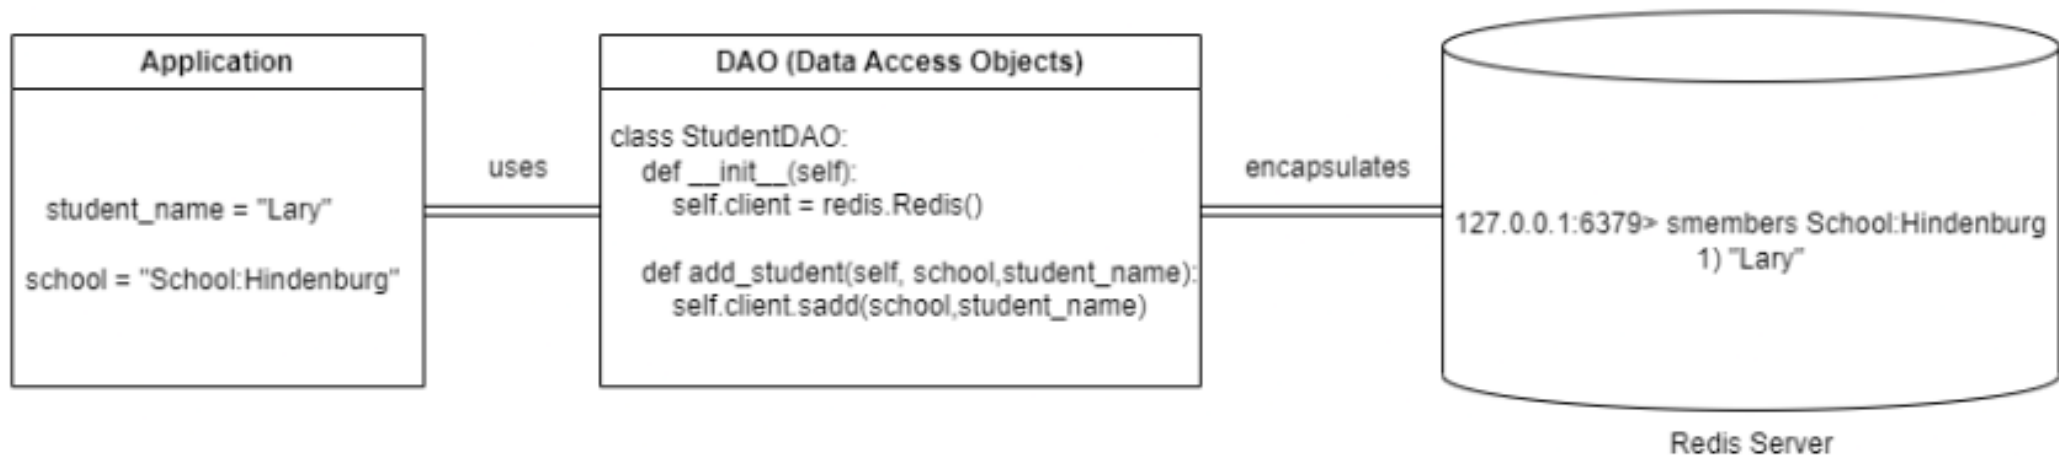 Application
student_name = "Lary"
school = "School:Hindenburg"
uses
DAO (Data Access Objects)
class StudentDAO:
def __init__(self):
self.client = redis.Redis()
def add_student(self, school,student_name):
self.client.sadd(school,student_name)
encapsulates
127.0.0.1:6379> smembers School:Hindenburg
1) "Lary"
Redis Server